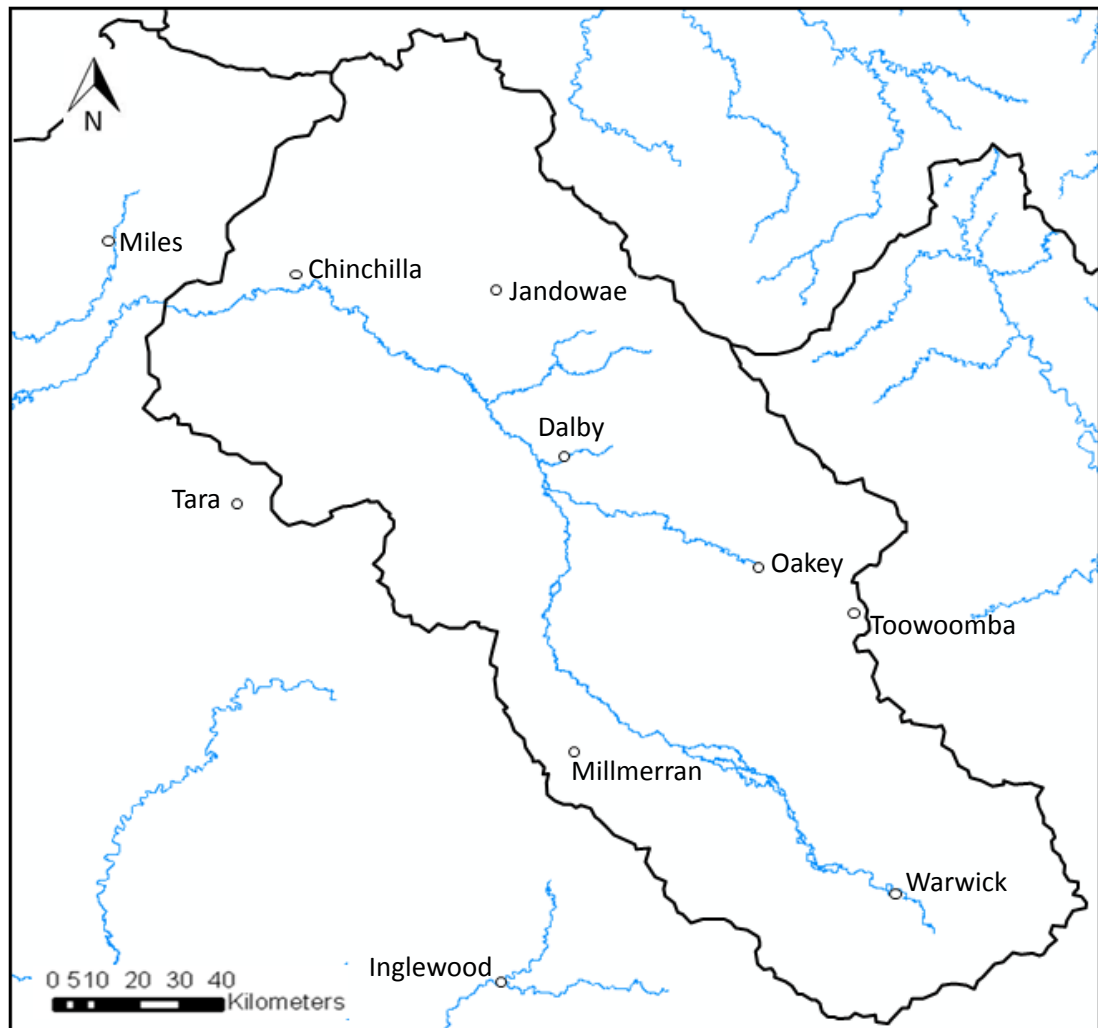 N
Miles
Chinchilla
Jandowae
Dalby
Tara
Oakey
Toowoomba
Millmerran
Warwick
Inglewood
0 510 20 30 40
Kilometers